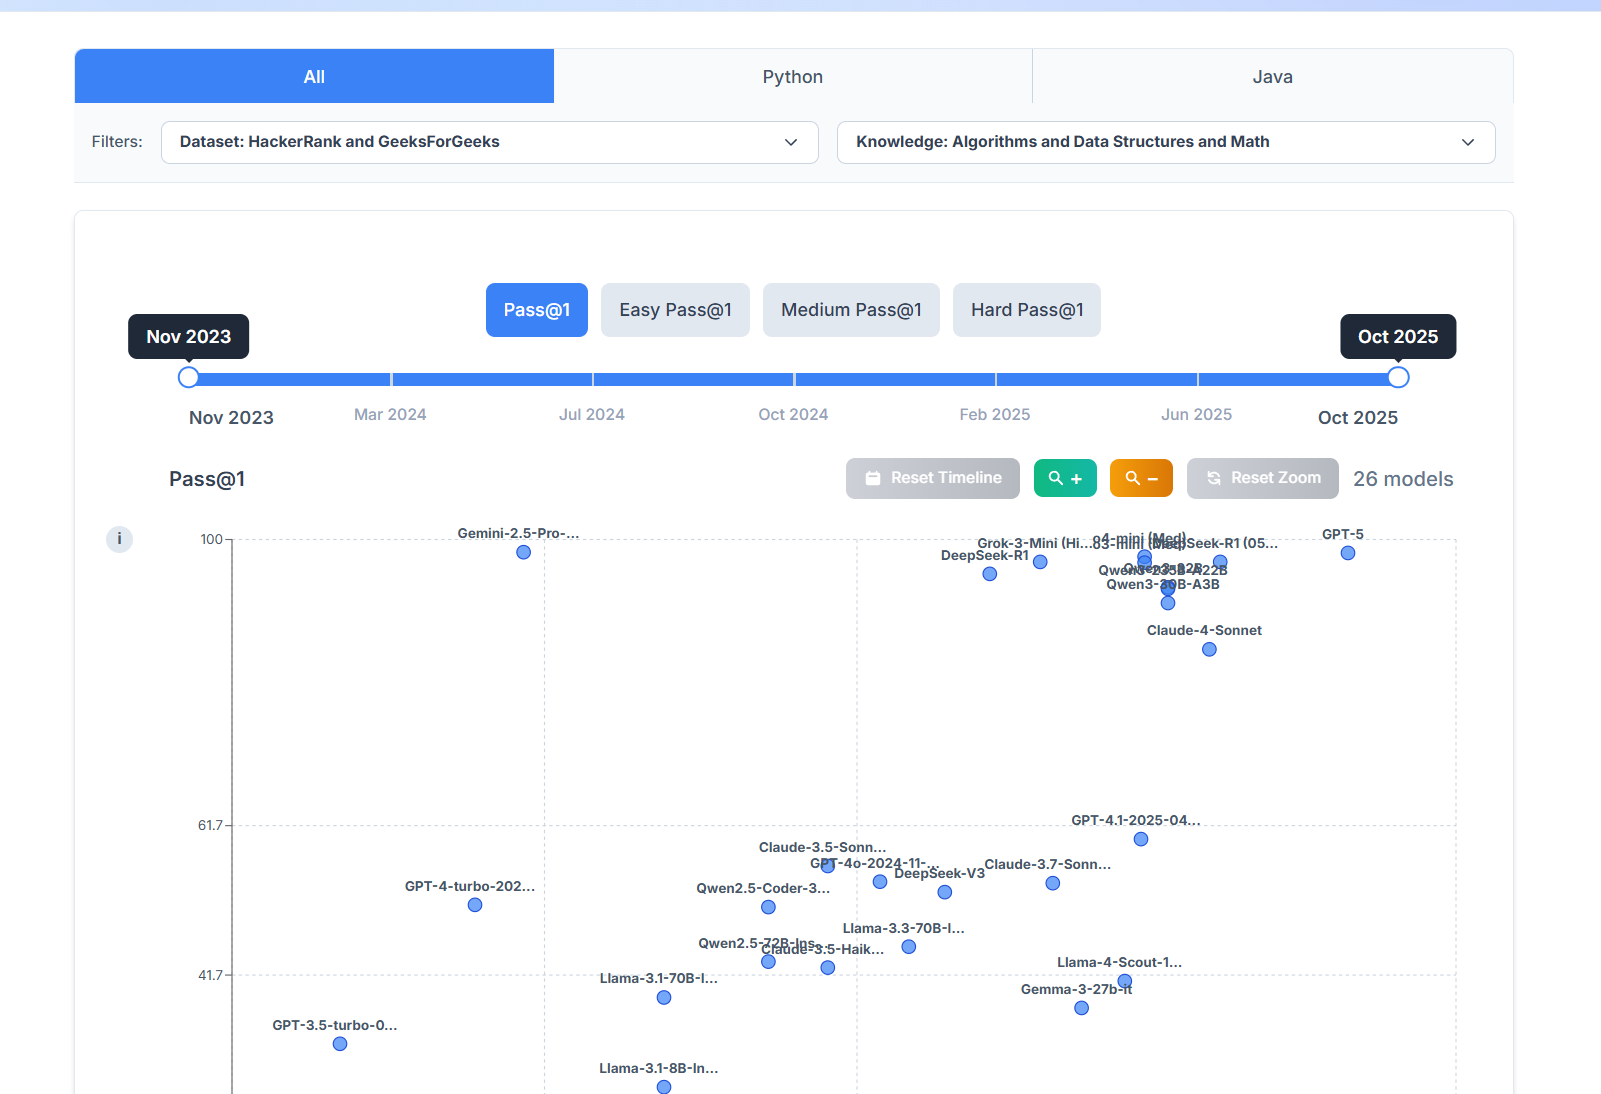 All
Python
Java
Filters:
Dataset: HackerRank and GeeksForGeeks
Knowledge: Algorithms and Data Structures and Math
Pass@1
Easy Pass@1
Medium Pass@1
Hard Pass@1
Nov 2023
Oct 2025
Nov 2023
Mar 2024
Jul 2024
Oct 2024
Feb 2025
Jun 2025
Oct 2025
Pass@1
Reset Timeline
+
−
Reset Zoom
26 models
i
100
61.7
41.7
Gemini-2.5-Pro-...
GPT-5
o4-mini (Med)
Grok-3-Mini (Hi...
o3-mini (Med)
DeepSeek-R1 (05...
DeepSeek-R1
Qwen3-32B
Qwen3-235B-A22B
Qwen3-30B-A3B
Claude-4-Sonnet
GPT-4.1-2025-04...
Claude-3.5-Sonn...
GPT-4o-2024-11-...
Claude-3.7-Sonn...
DeepSeek-V3
GPT-4-turbo-202...
Qwen2.5-Coder-3...
Llama-3.3-70B-I...
Qwen2.5-72B-Ins...
Claude-3.5-Haik...
Llama-4-Scout-1...
Llama-3.1-70B-I...
Gemma-3-27b-it
GPT-3.5-turbo-0...
Llama-3.1-8B-In...